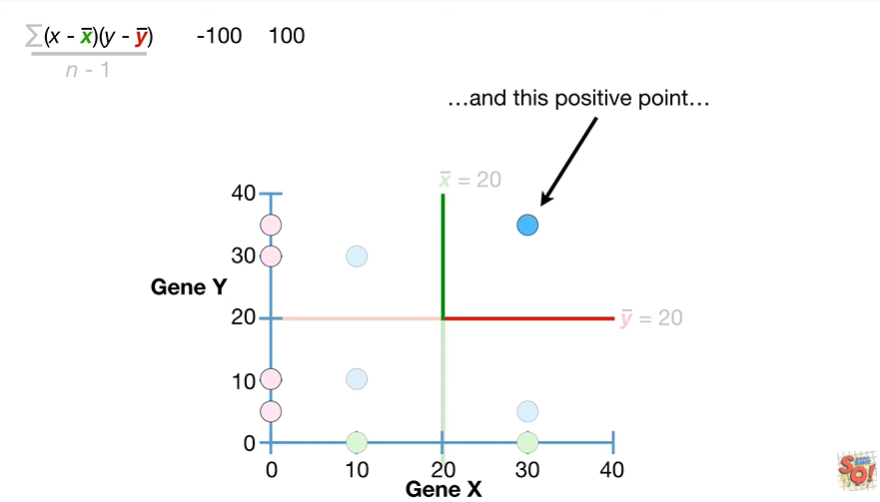 ∑(x - x̄)(y - ȳ) -100 100
n - 1
...and this positive point...
x̄ = 20
40
30
Gene Y
20
ȳ = 20
10
0
0 10 20 30 40
Gene X
SQ!